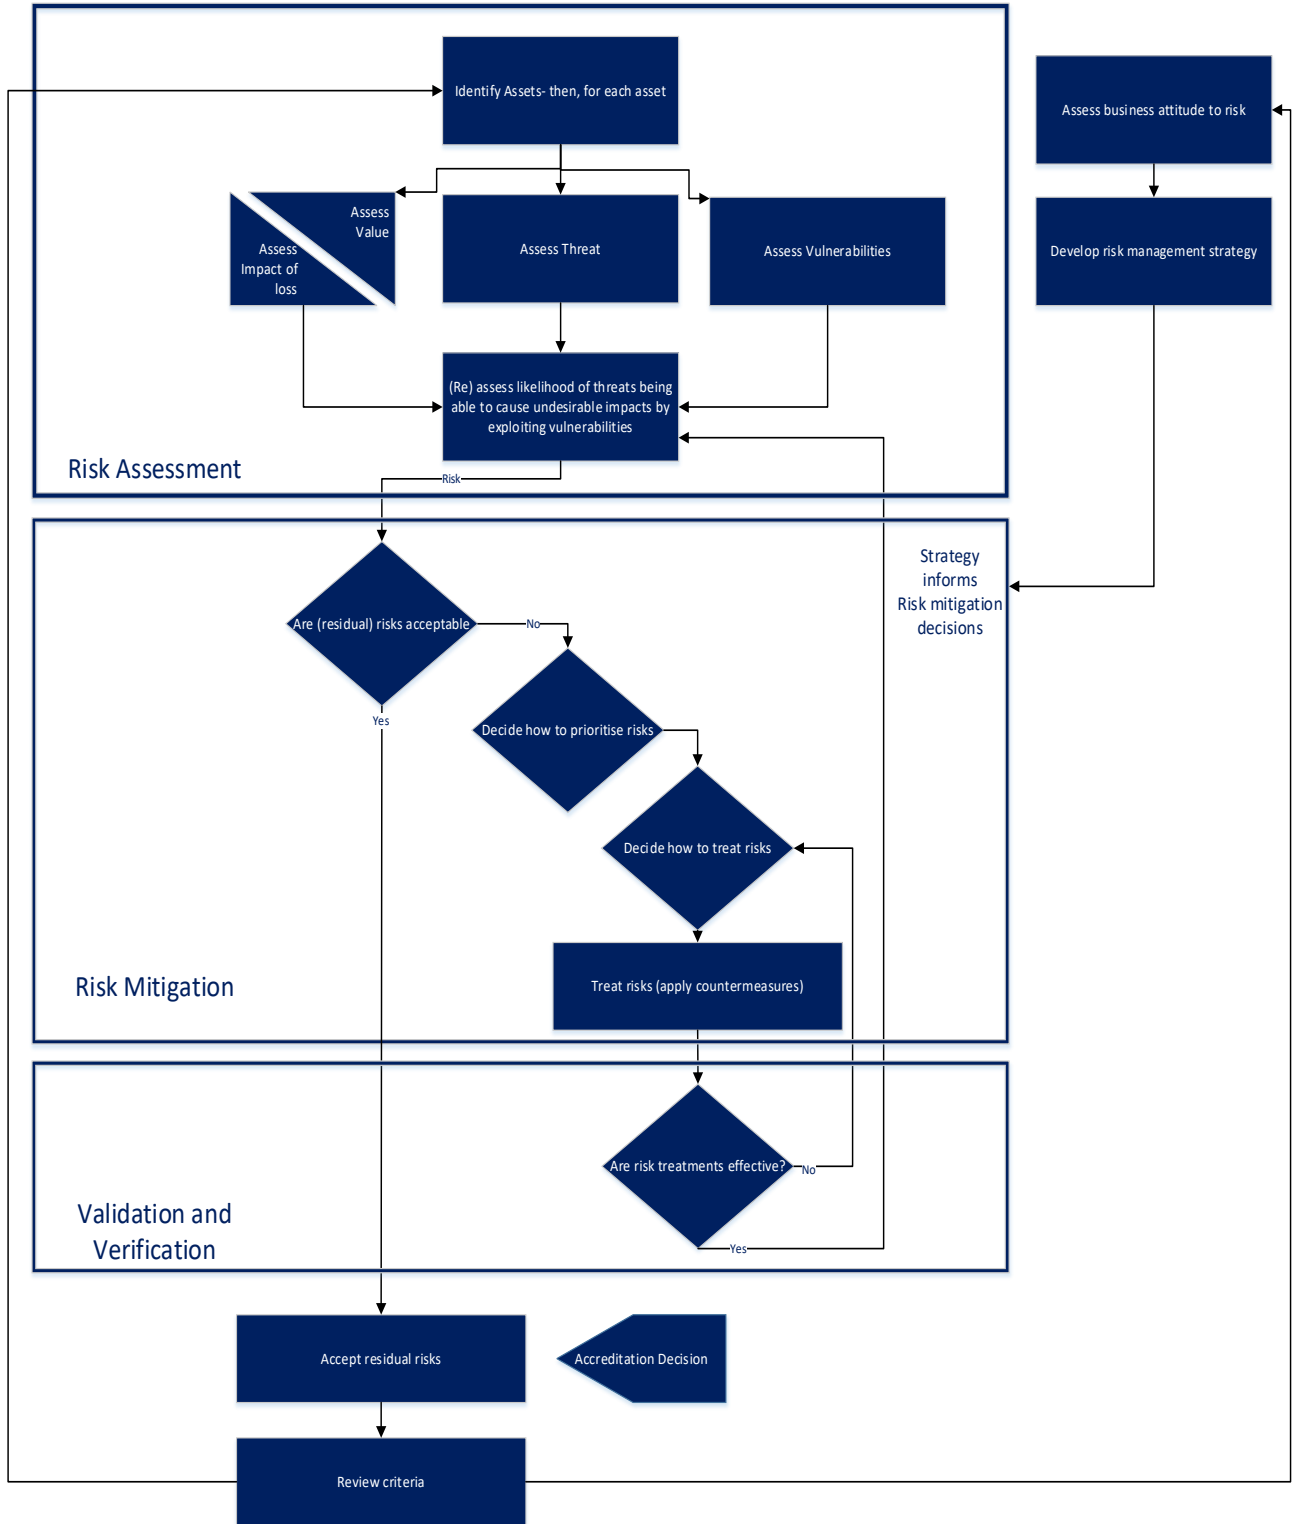 Identify Assets- then, for each asset
Assess business attitude to risk
Assess
Value
Assess
Impact of
loss
Assess Threat
Assess Vulnerabilities
Develop risk management strategy
(Re) assess likelihood of threats being
able to cause undesirable impacts by
exploiting vulnerabilities
Risk Assessment
Risk
Strategy
informs
Risk mitigation
decisions
Are (residual) risks acceptable
No
Yes
Decide how to prioritise risks
Decide how to treat risks
Risk Mitigation
Treat risks (apply countermeasures)
Are risk treatments effective?
No
Validation and
Verification
Yes
Accept residual risks
Accreditation Decision
Review criteria